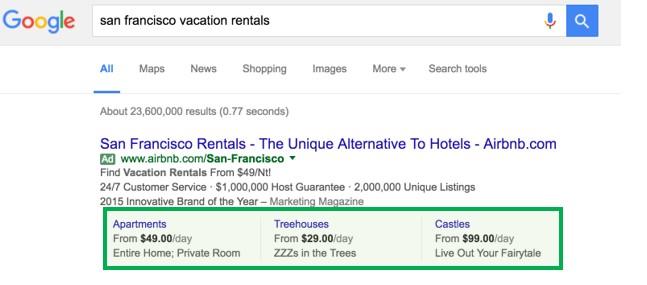 Google san francisco vacation rentals
All Maps News Shopping Images More Search tools
About 23,600,000 results (0.77 seconds)
San Francisco Rentals - The Unique Alternative To Hotels - Airbnb.com
Ad www.airbnb.com/San-Francisco
Find Vacation Rentals From $49/Nt!
24/7 Customer Service · $1,000,000 Host Guarantee · 2,000,000 Unique Listings
2015 Innovative Brand of the Year – Marketing Magazine
Apartments Treehouses Castles
From $49.00/day From $29.00/day From $99.00/day
Entire Home; Private Room ZZZs in the Trees Live Out Your Fairytale